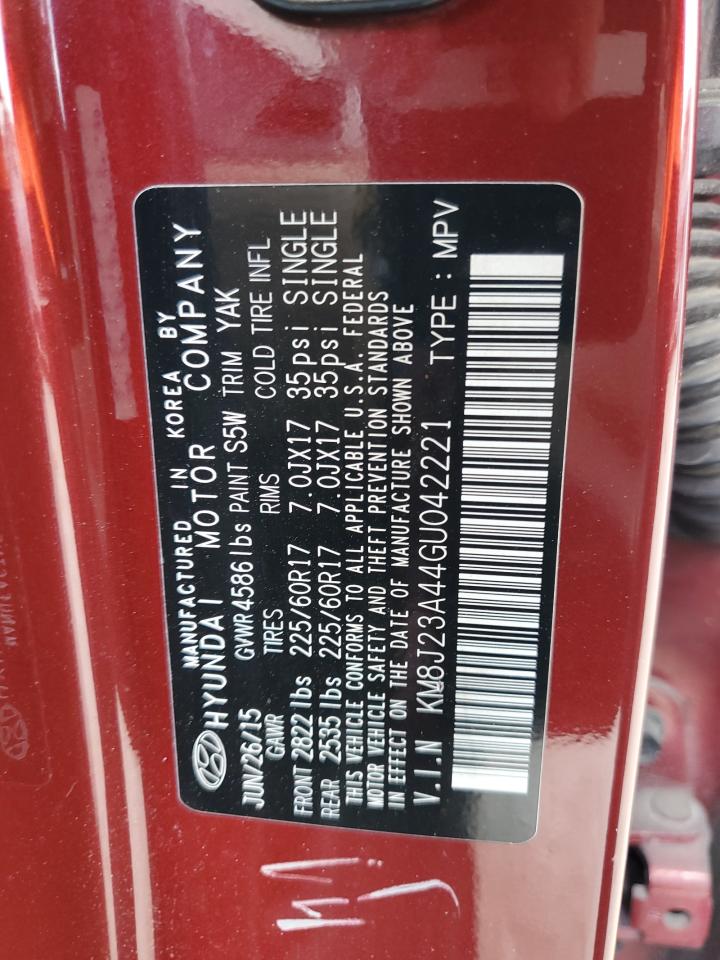 MANUFACTURED IN KOREA BY
HYUNDAI MOTOR COMPANY
JUN/26/15 GVWR 4586 lbs PAINT S5W TRIM YAK
GAWR TIRES RIMS COLD TIRE INFL
FRONT 2822 lbs 225/60R17 7.0JX17 35psi SINGLE
REAR 2535 lbs 225/60R17 7.0JX17 35psi SINGLE
THIS VEHICLE CONFORMS TO ALL APPLICABLE U.S.A. FEDERAL
MOTOR VEHICLE SAFETY AND THEFT PREVENTION STANDARDS
IN EFFECT ON THE DATE OF MANUFACTURE SHOWN ABOVE
V.I.N KM8J23A44GU042221 TYPE : MPV